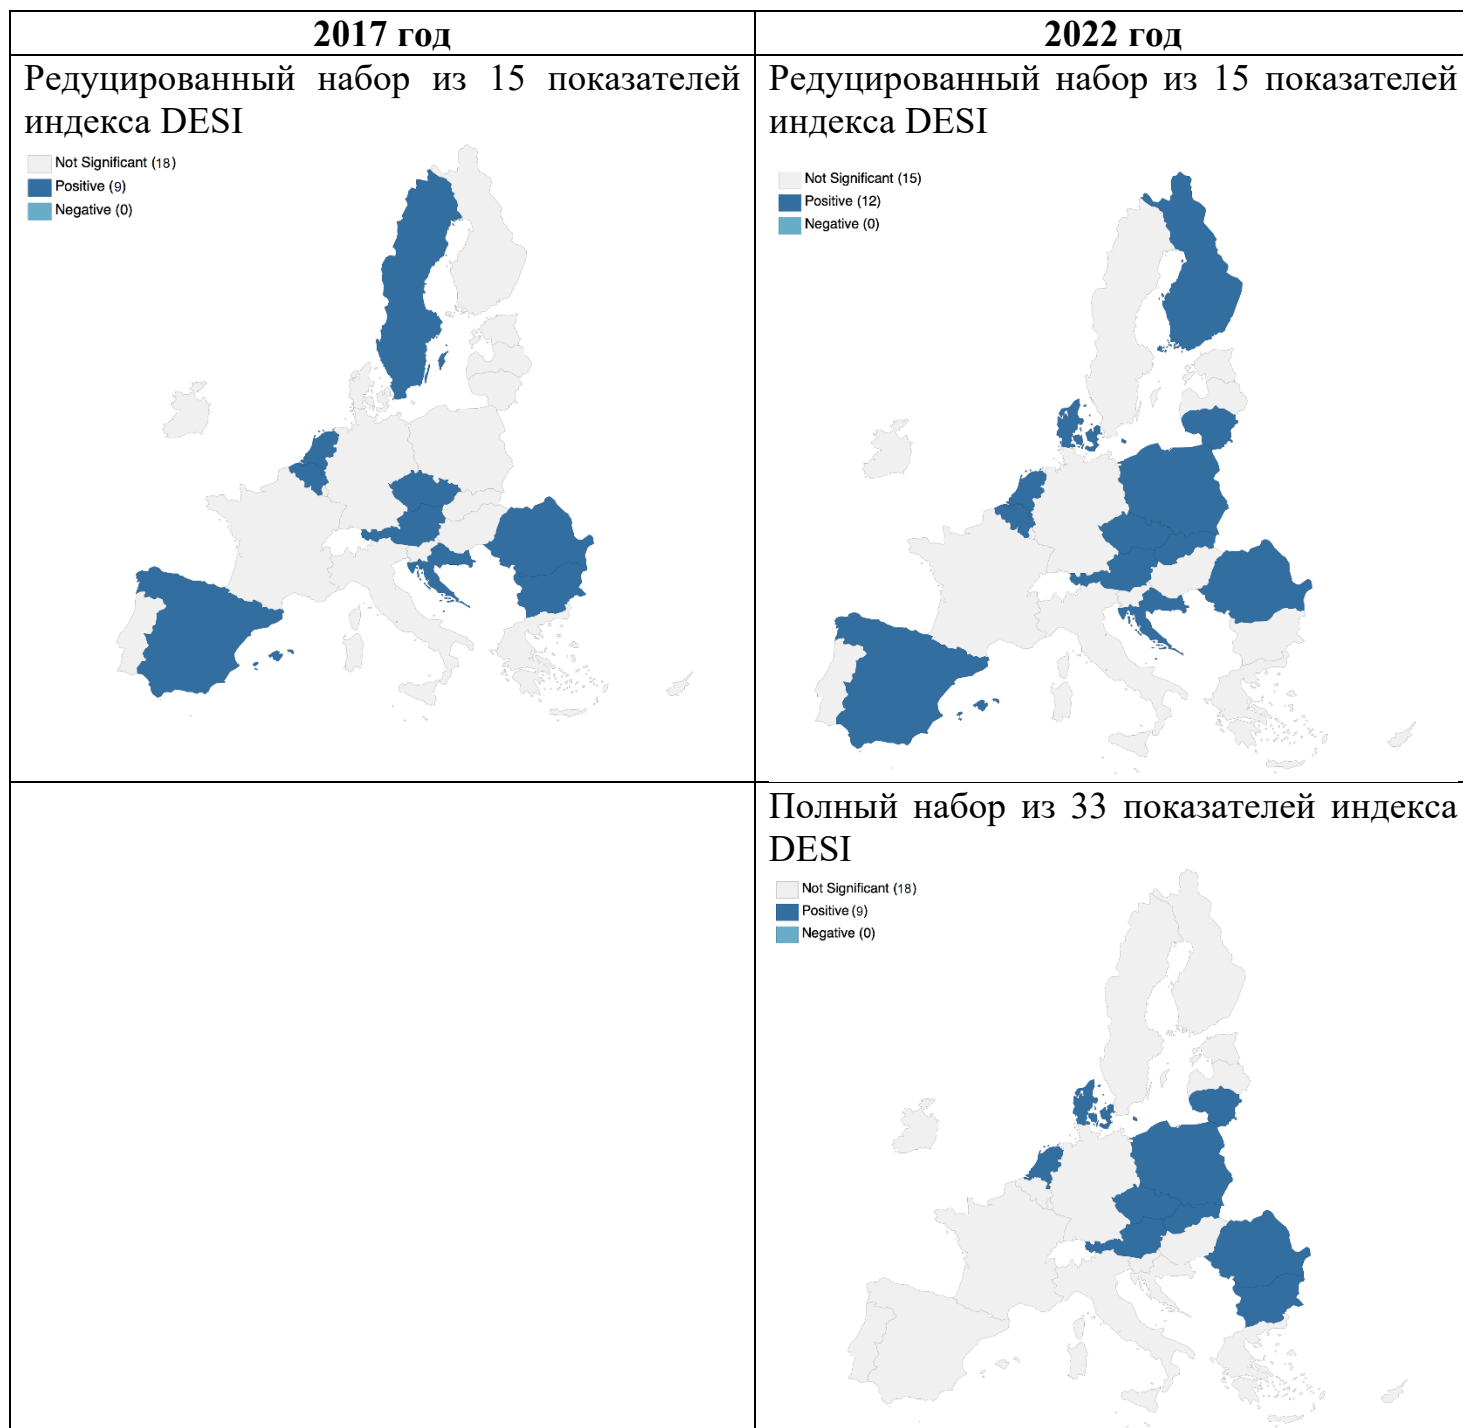 2017 год
2022 год
Редуцированный набор из 15 показателей
индекса DESI
Not Significant (18)
Positive (9)
Negative (0)
Редуцированный набор из 15 показателей
индекса DESI
Not Significant (15)
Positive (12)
Negative (0)
Полный набор из 33 показателей индекса
DESI
Not Significant (18)
Positive (9)
Negative (0)